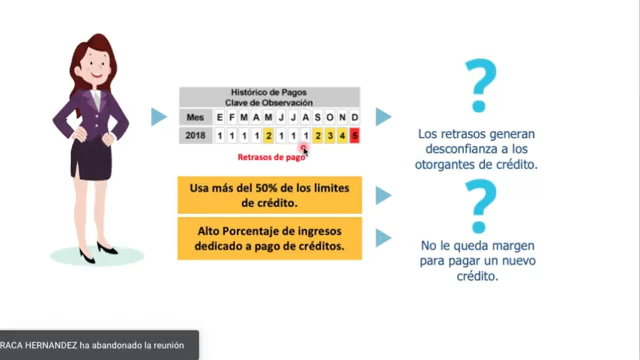 Histórico de Pagos
Clave de Observación
Mes E F M A M J J A S O N D
2018 1 1 1 1 2 1 1 1 2 3 4 5
Retrasos de pago
?
Los retrasos generan
desconfianza a los
otorgantes de crédito.
Usa más del 50% de los limites
de crédito.
Alto Porcentaje de ingresos
dedicado a pago de créditos.
?
No le queda margen
para pagar un nuevo
crédito.
RACA HERNANDEZ ha abandonado la reunión